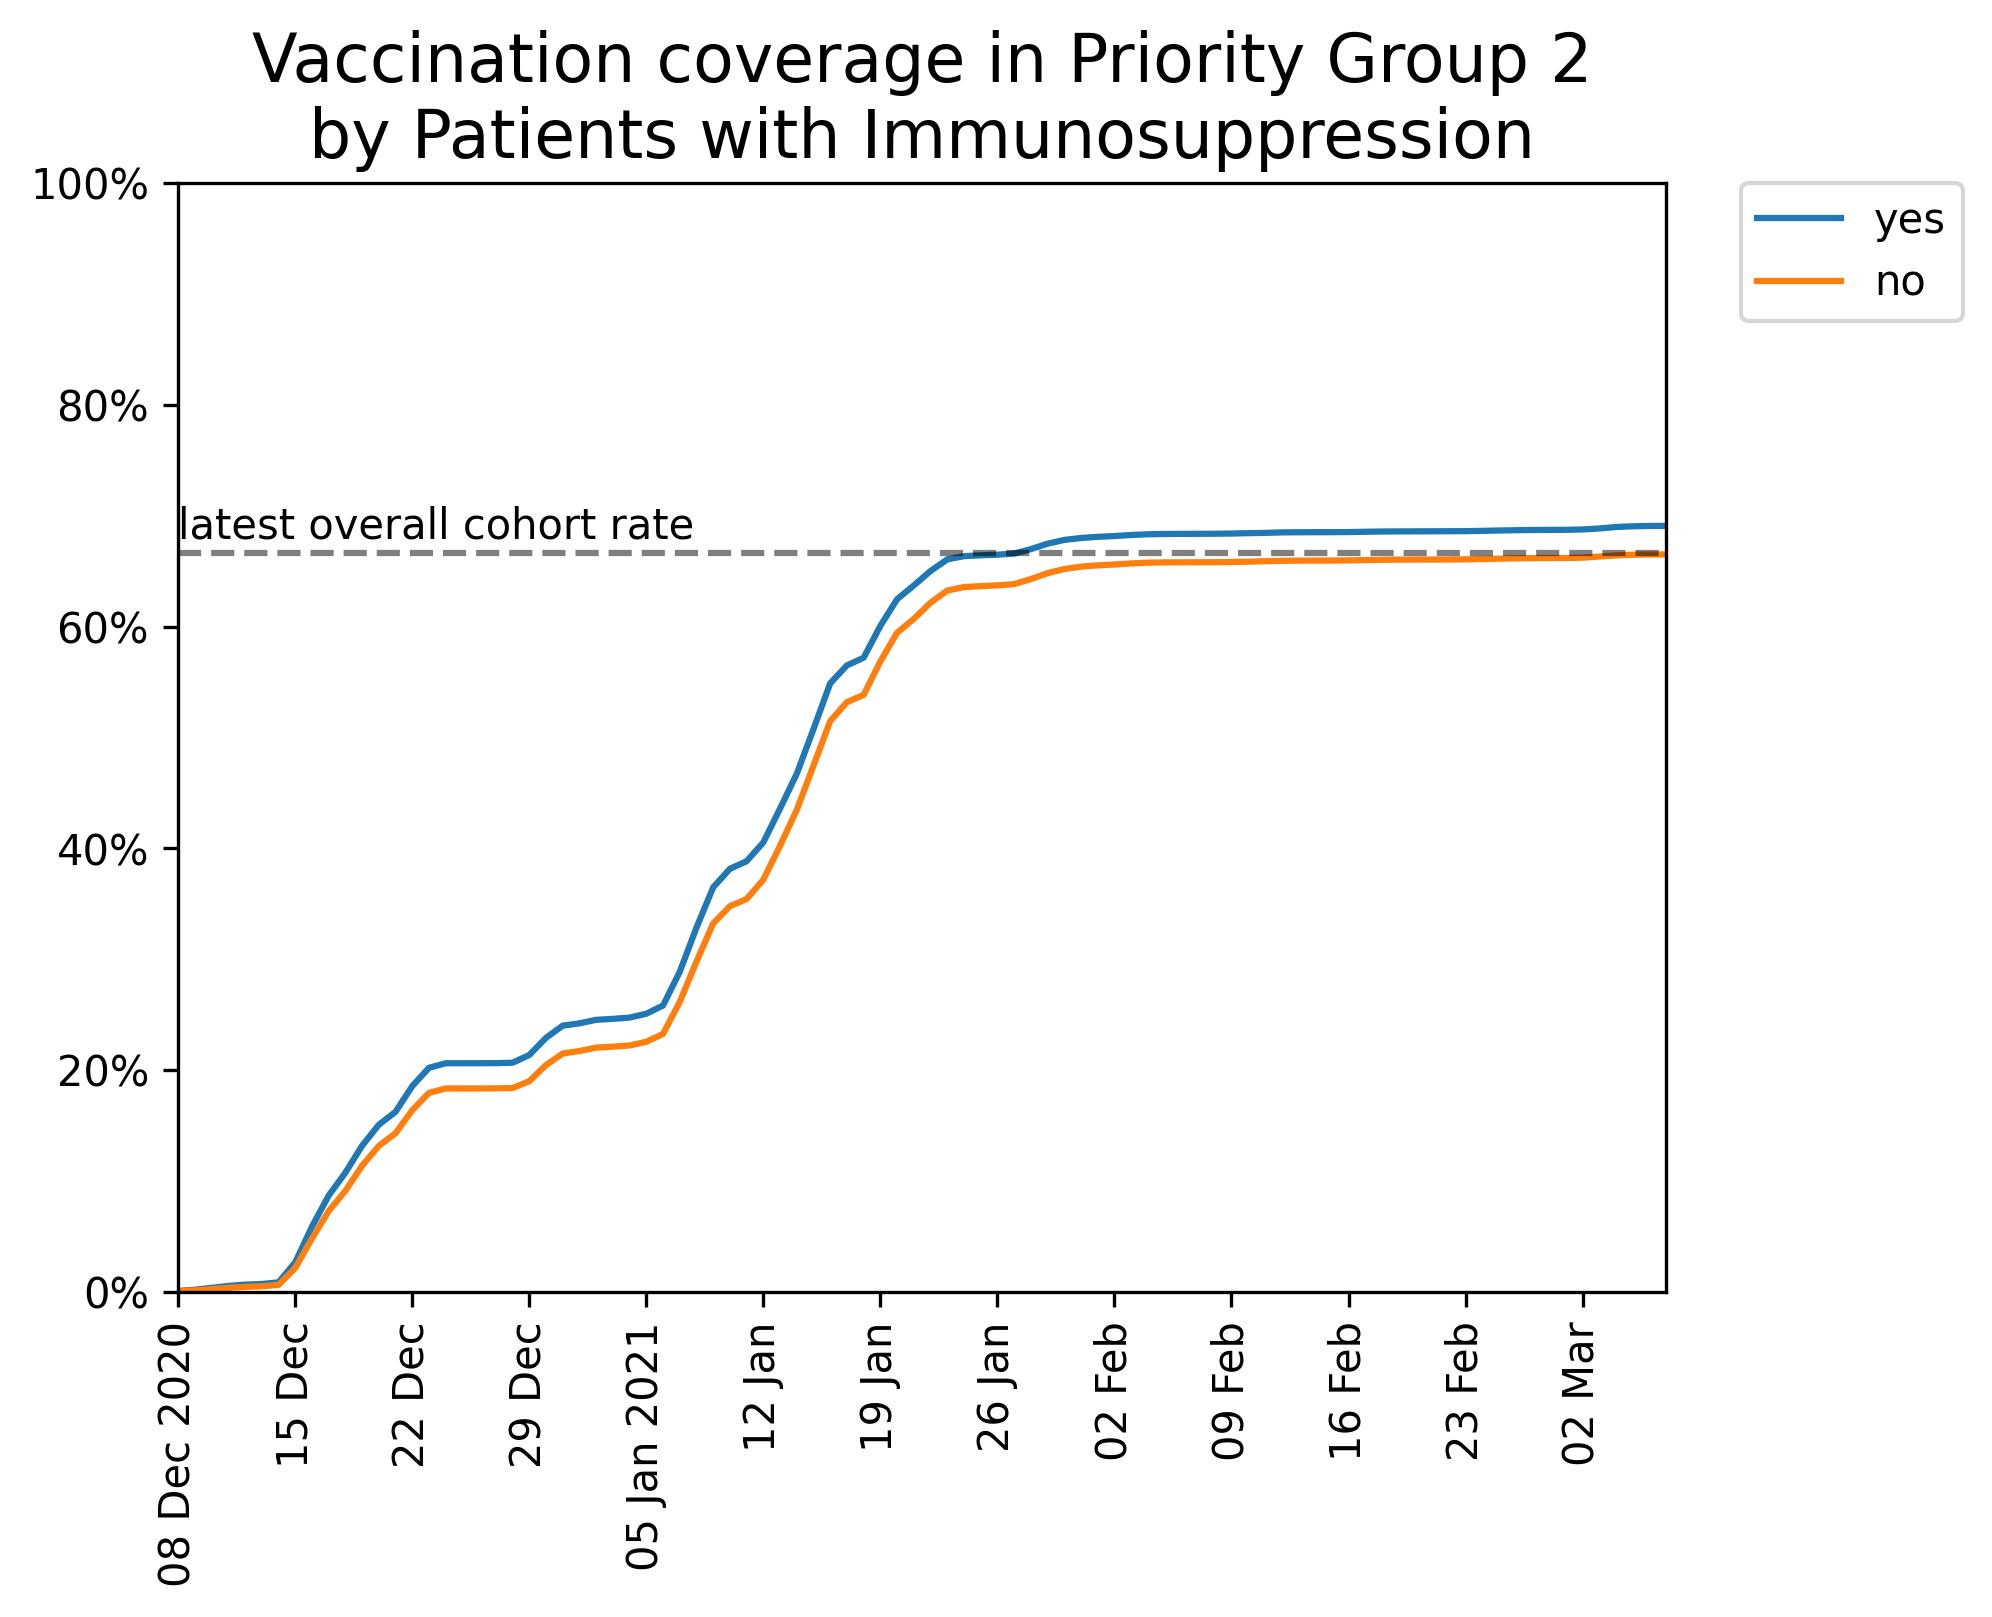 Vaccination coverage in Priority Group 2
by Patients with Immunosuppression
100%
80%
60%
40%
20%
0%
latest overall cohort rate
yes
no
08 Dec 2020
15 Dec
22 Dec
29 Dec
05 Jan 2021
12 Jan
19 Jan
26 Jan
02 Feb
09 Feb
16 Feb
23 Feb
02 Mar